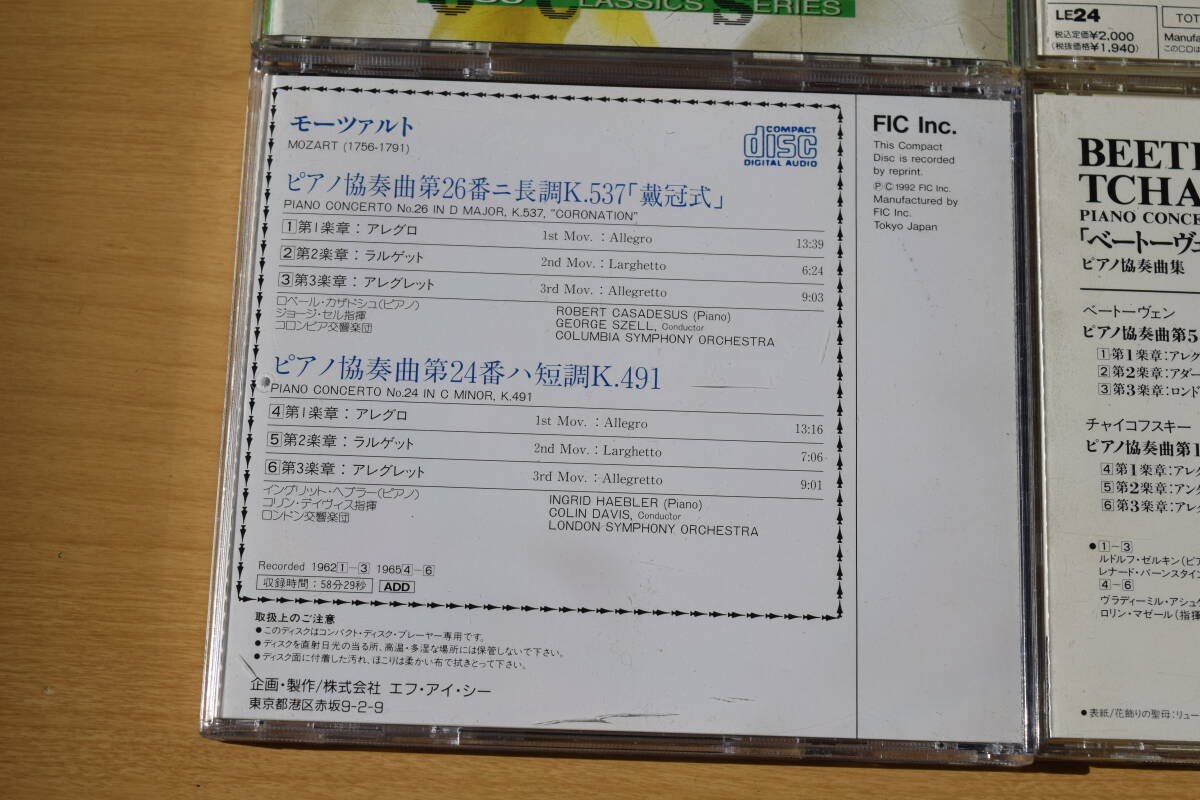 CLASSICS SERIES
LE24
税込定価¥2,000
(税抜価格¥1,940)
TOT
Manufa
このCDは
モーツァルト
MOZART (1756-1791)
COMPACT
disc
DIGITAL AUDIO
ピアノ協奏曲第26番ニ長調K.537「戴冠式」
PIANO CONCERTO No.26 IN D MAJOR, K.537, "CORONATION"
1 第1楽章：アレグロ 1st Mov. : Allegro 13:39
2 第2楽章：ラルゲット 2nd Mov. : Larghetto 6:24
3 第3楽章：アレグレット 3rd Mov. : Allegretto 9:03
ロベール・カザドシュ(ピアノ)
ジョージ・セル指揮
コロンビア交響楽団
ROBERT CASADESUS (Piano)
GEORGE SZELL, Conductor
COLUMBIA SYMPHONY ORCHESTRA
ピアノ協奏曲第24番ハ短調K.491
PIANO CONCERTO No.24 IN C MINOR, K.491
4 第1楽章：アレグロ 1st Mov. : Allegro 13:16
5 第2楽章：ラルゲット 2nd Mov. : Larghetto 7:06
6 第3楽章：アレグレット 3rd Mov. : Allegretto 9:01
イングリット・ヘブラー(ピアノ)
コリン・デイヴィス指揮
ロンドン交響楽団
INGRID HAEBLER (Piano)
COLIN DAVIS, Conductor
LONDON SYMPHONY ORCHESTRA
Recorded 1962 1-3 1965 4-6
収録時間：58分29秒 ADD
取扱上のご注意
●このディスクはコンパクト・ディスク・プレーヤー専用です。
●ディスクを直射日光の当る所、高温・多湿な場所には保管しないで下さい。
●ディスク面に付着した汚れ、ほこりは柔かい布で拭きとって下さい。
企画・製作/株式会社 エフ・アイ・シー
東京都港区赤坂9-2-9
FIC Inc.
This Compact
Disc is recorded
by reprint.
ⓅⒸ 1992 FIC Inc.
Manufactured by
FIC Inc.
Tokyo Japan
BEET
TCHA
PIANO CONCE
「ベートーヴェ
ピアノ協奏曲集
ベートーヴェン
ピアノ協奏曲第5
1 第1楽章：アレグ
2 第2楽章：アダー
3 第3楽章：ロンド
チャイコフスキー
ピアノ協奏曲第1
4 第1楽章：アレグ
5 第2楽章：アンダ
6 第3楽章：アレグ
●1-3
ルドルフ・ゼルキン(ピア
レナード・バーンスタイン
4-6
ヴラディーミル・アシュケ
ロリン・マゼール(指揮
●表紙/花飾りの聖母：リュー